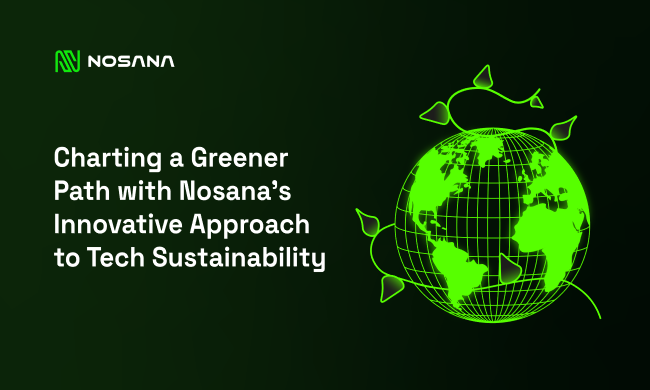 NOSANA
Charting a Greener
Path with Nosana's
Innovative Approach
to Tech Sustainability